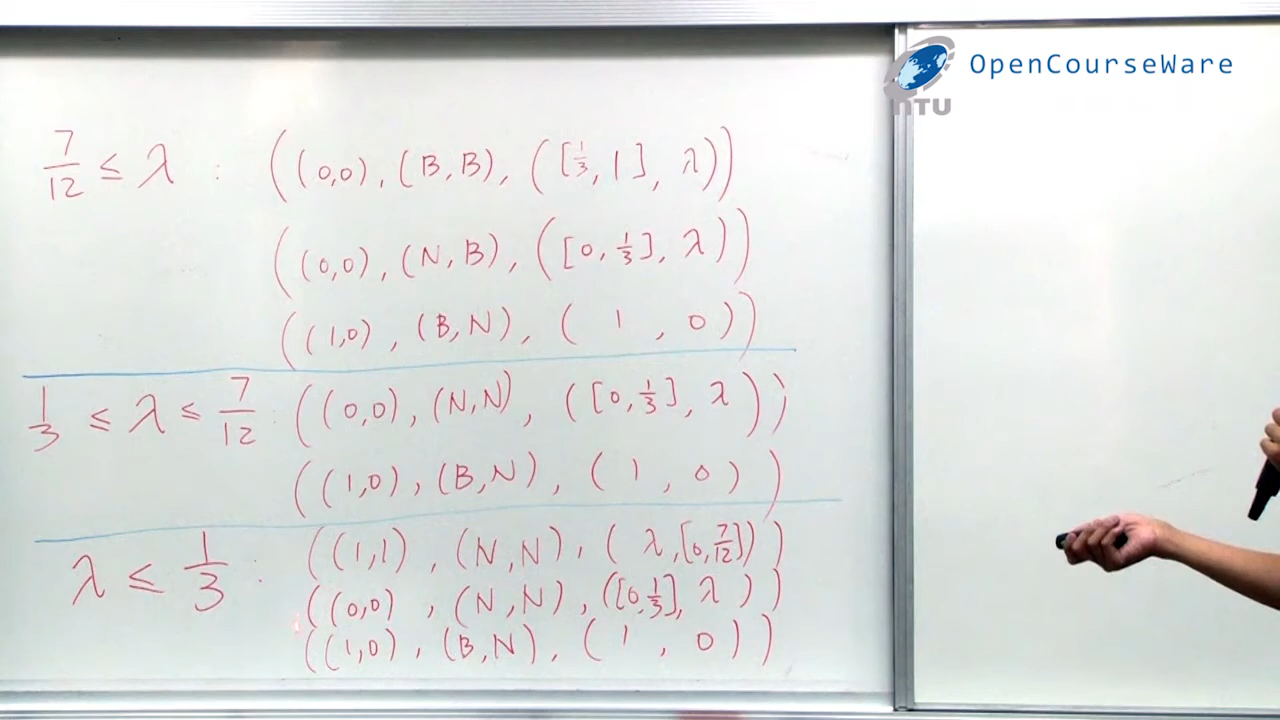 OpenCourseWare
NTU
7/12 ≤ λ : ((0,0), (B,B), ([1/3, 1], λ))
((0,0), (N,B), ([0, 1/3], λ))
((1,0), (B,N), (1, 0))
1/3 ≤ λ ≤ 7/12 : ((0,0), (N,N), ([0, 1/3], λ))
((1,0), (B,N), (1, 0))
λ ≤ 1/3 : ((1,1), (N,N), (λ, [0, 7/12]))
((0,0), (N,N), ([0, 1/3], λ))
((1,0), (B,N), (1, 0))